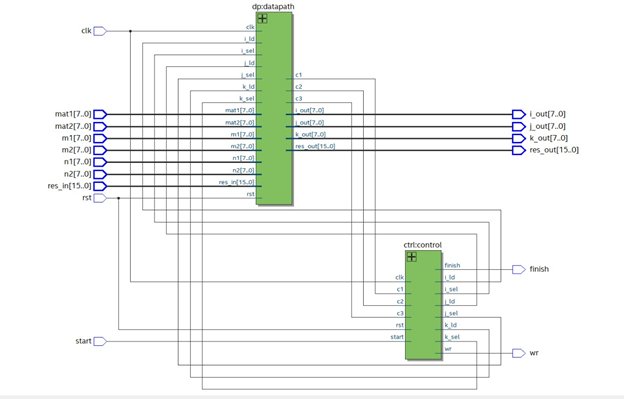 dp:datapath
clk
clk
i_ld
i_sel
j_ld
j_sel
k_ld
k_sel
mat1[7..0]
mat2[7..0]
m1[7..0]
m2[7..0]
n1[7..0]
n2[7..0]
res_in[15..0]
rst
c1
c2
c3
i_out[7..0]
j_out[7..0]
k_out[7..0]
res_out[15..0]
mat1[7..0]
mat2[7..0]
m1[7..0]
m2[7..0]
n1[7..0]
n2[7..0]
res_in[15..0]
rst
i_out[7..0]
j_out[7..0]
k_out[7..0]
res_out[15..0]
ctrl:control
clk
c1
c2
c3
rst
start
finish
i_ld
i_sel
j_ld
j_sel
k_ld
k_sel
wr
start
finish
wr